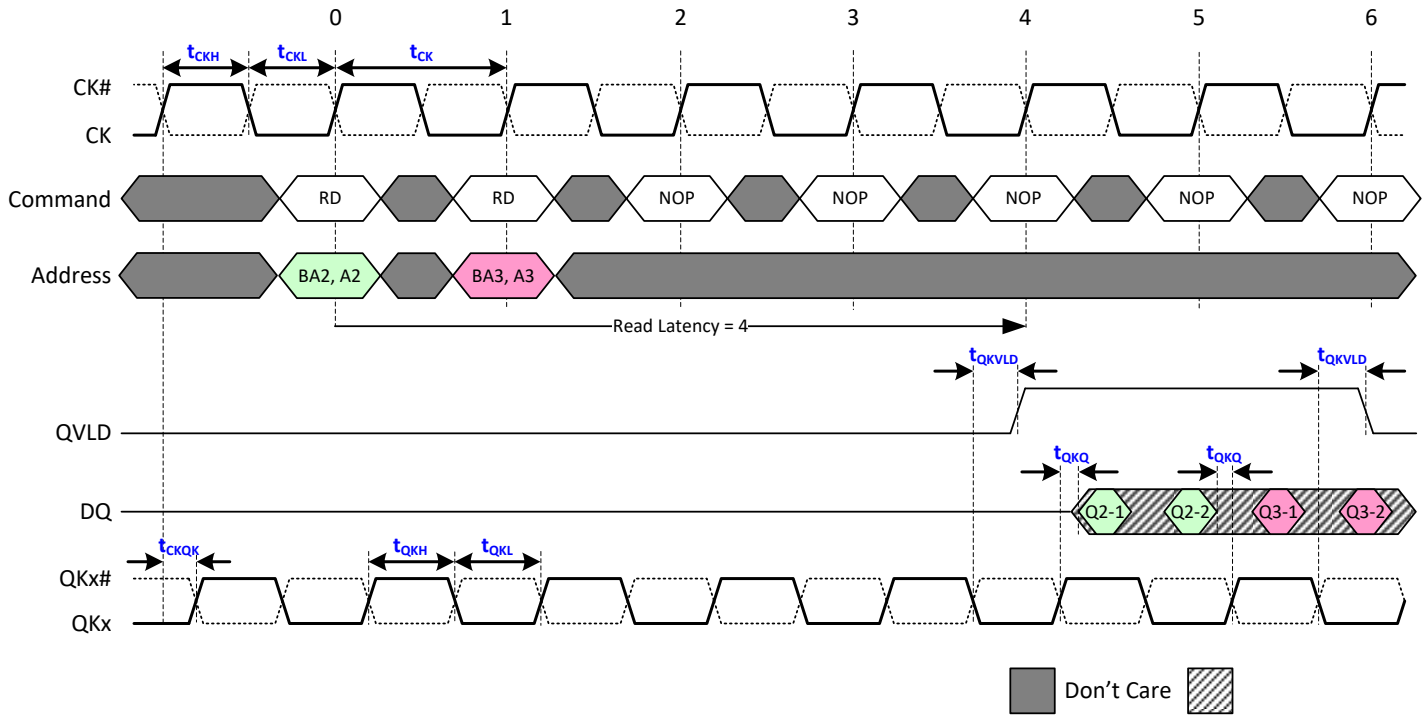 0 1 2 3 4 5 6
tCKH tCKL tCK
CK#
CK
Command RD RD NOP NOP NOP NOP NOP
Address BA2, A2 BA3, A3
Read Latency = 4
tQKVLD tQKVLD
QVLD
tQKQ tQKQ
DQ Q2-1 Q2-2 Q3-1 Q3-2
tCKQK tQKH tQKL
QKx#
QKx
Don't Care